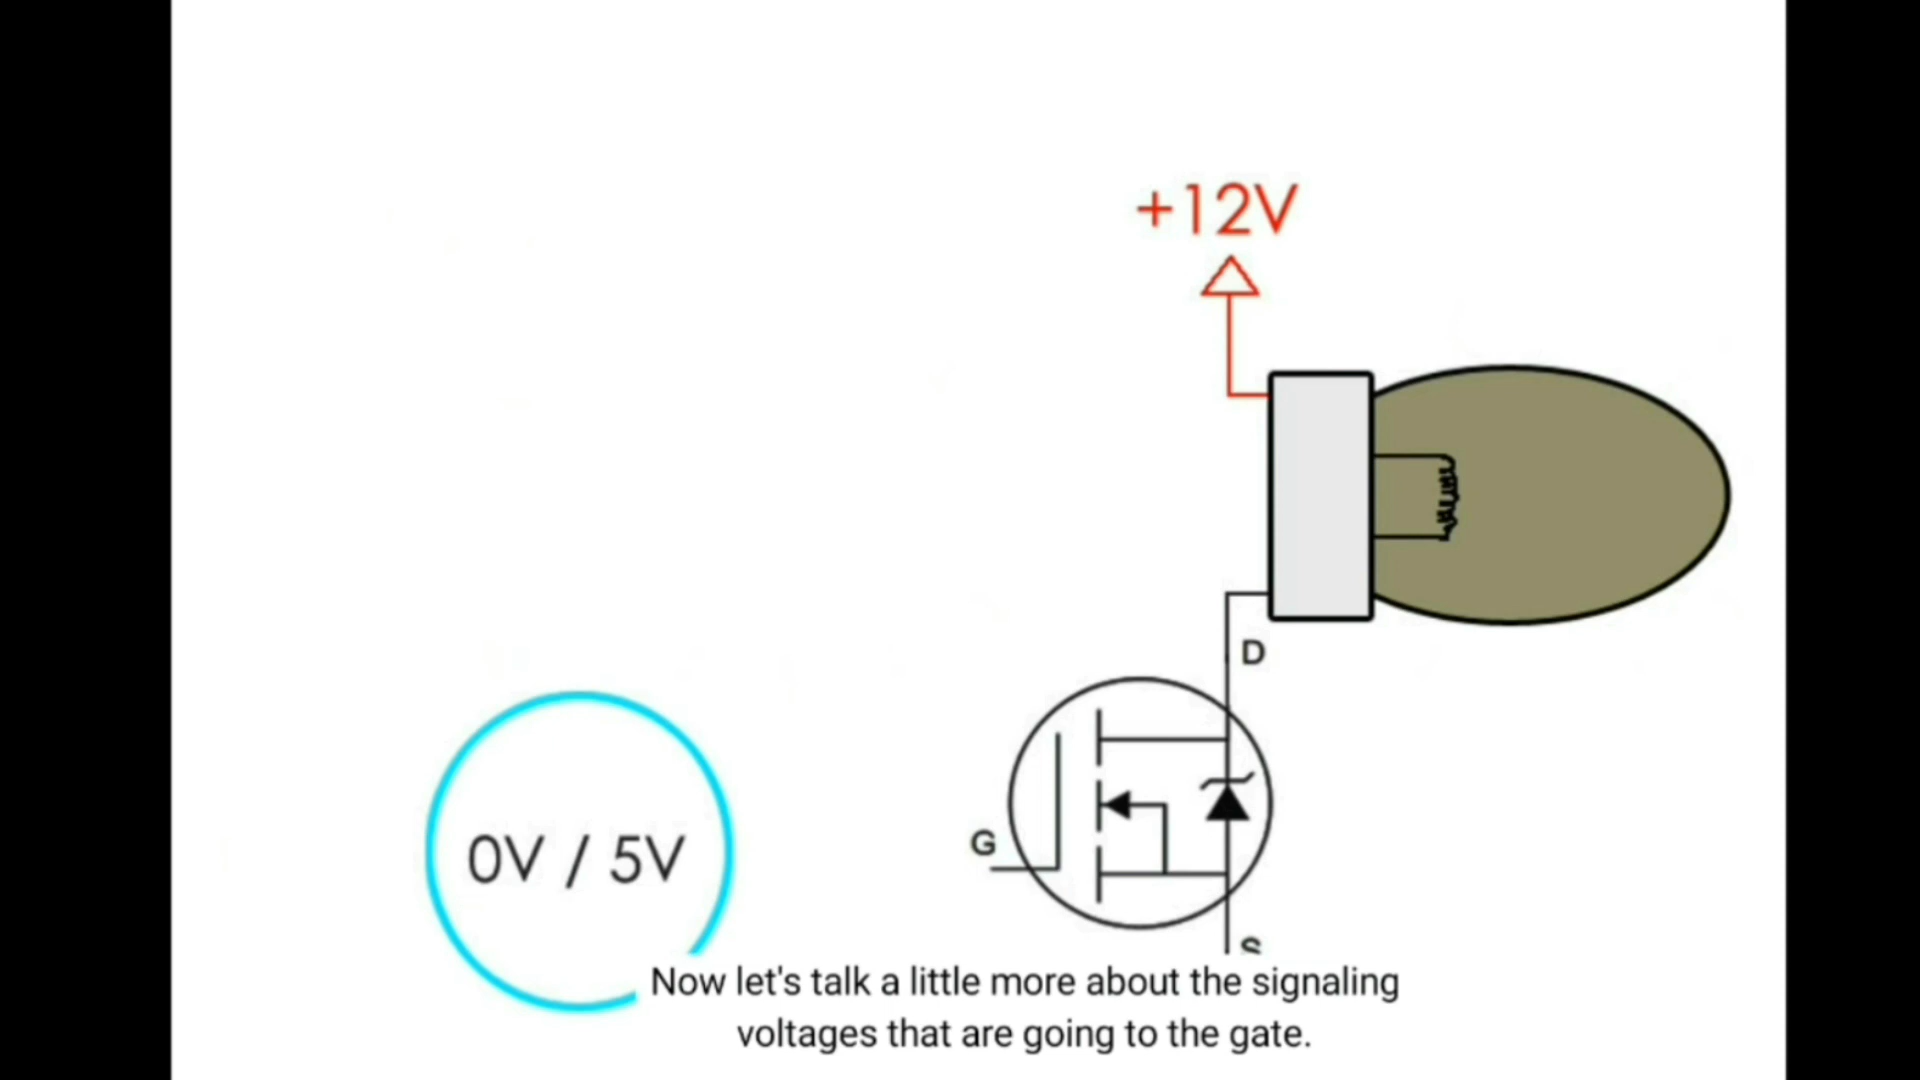 +12V
D
G
0V / 5V
S
Now let's talk a little more about the signaling
voltages that are going to the gate.